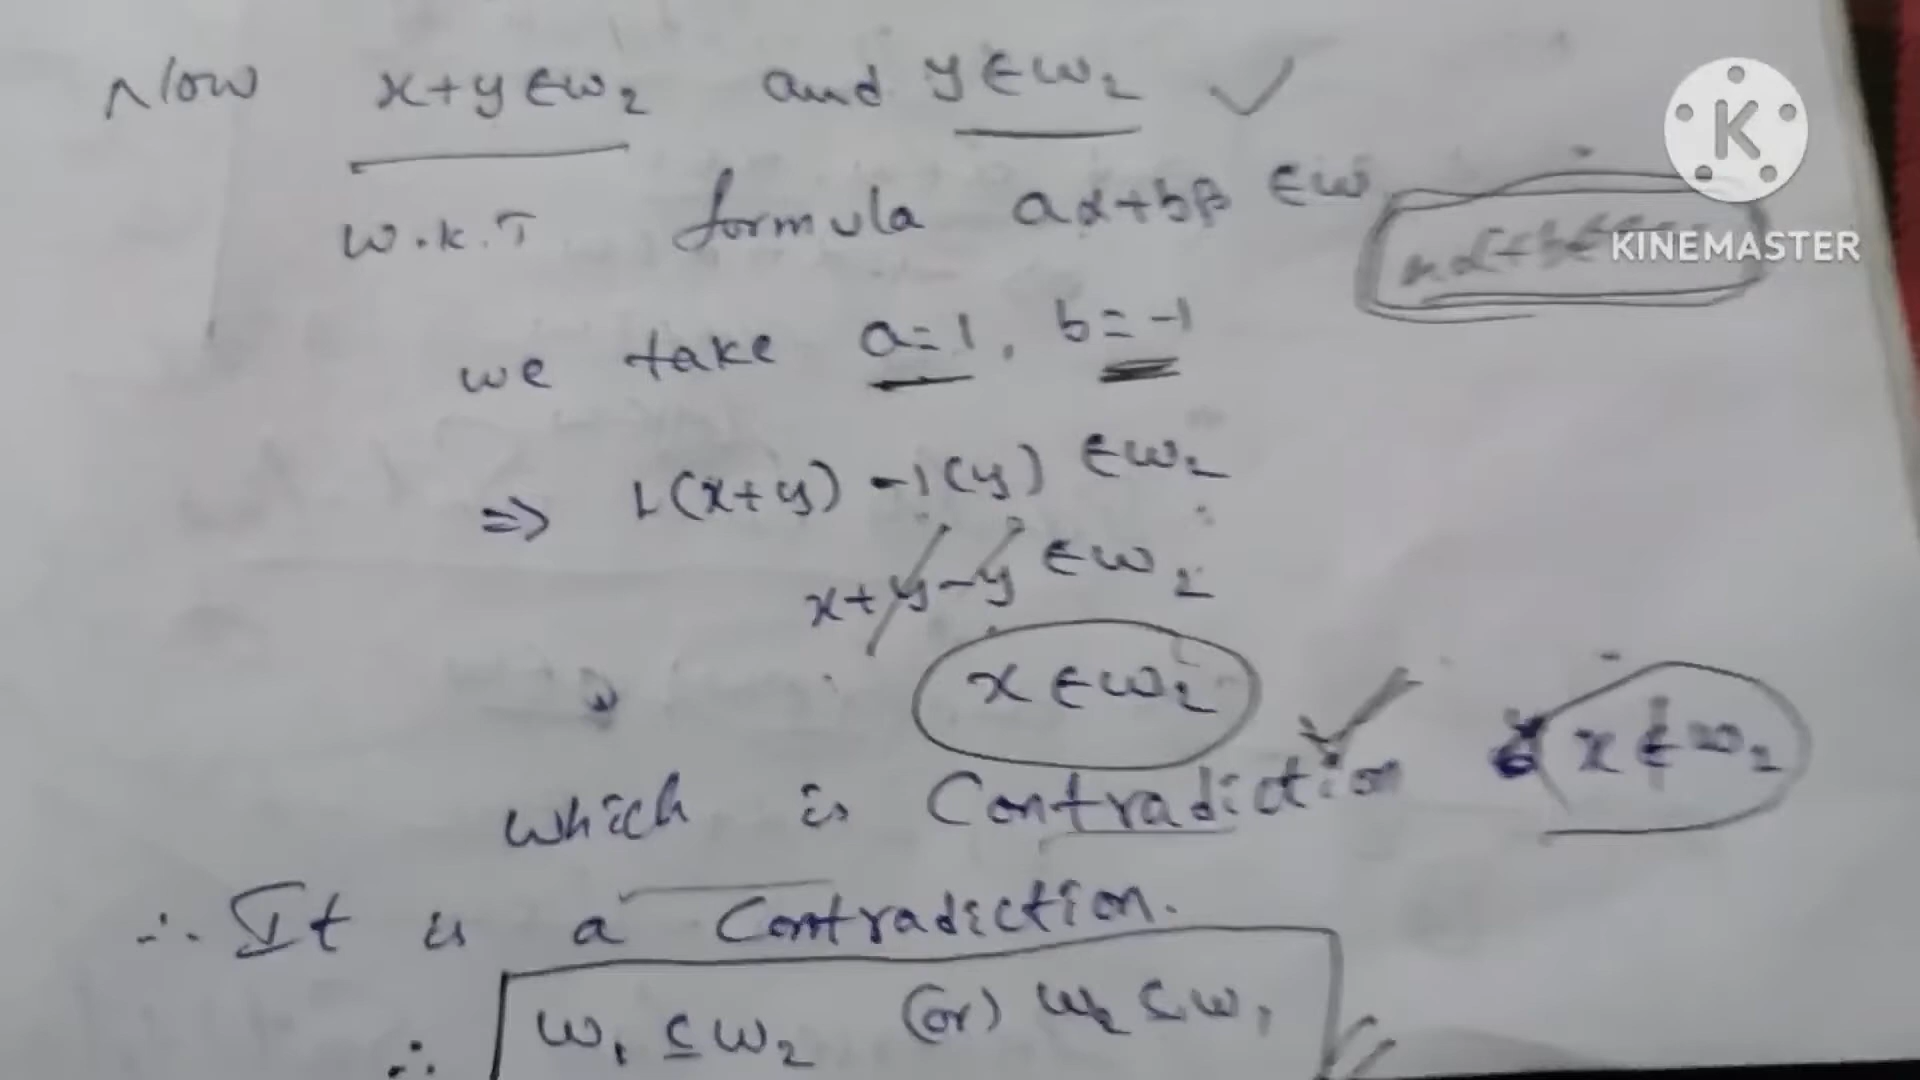 Now x+y ∈ w₂ and y ∈ w₂ ✓
W.K.T formula aα+bβ ∈ w
KINEMASTER
we take a=1, b=-1
⇒ 1(x+y) -1(y) ∈ w₂
x+y-y ∈ w₂
x ∈ w₂
which is Contradiction x ∉ w₂
∴ It is a Contradiction.
∴ w₁ ⊆ w₂ (or) w₂ ⊆ w₁